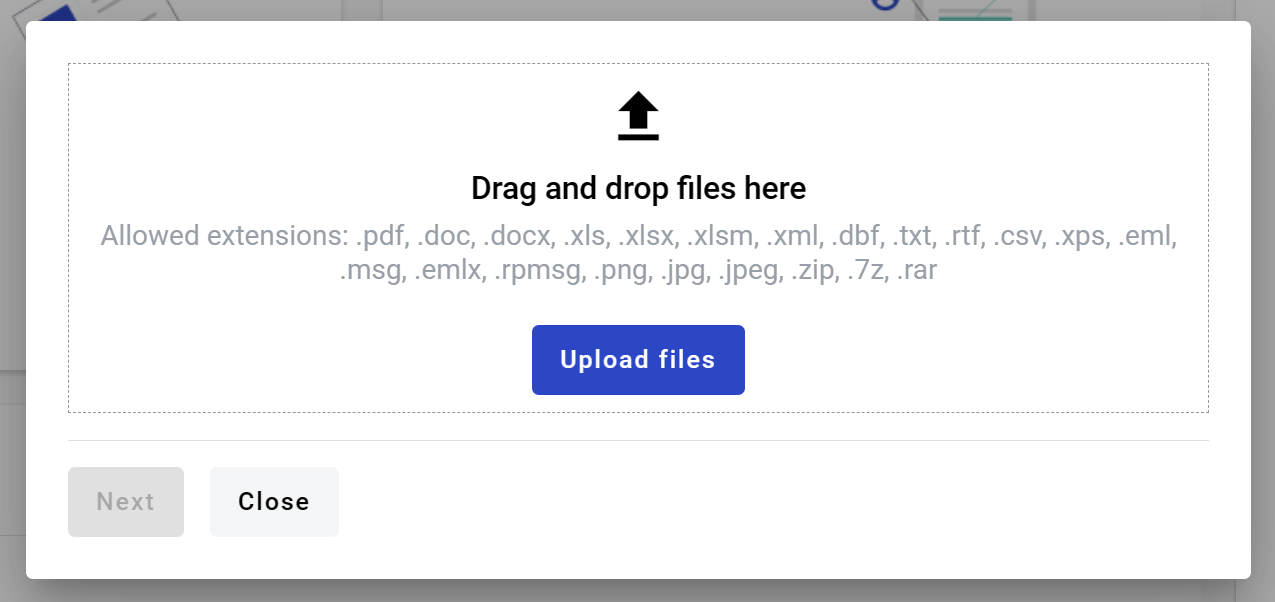 Drag and drop files here
Allowed extensions: .pdf, .doc, .docx, .xls, .xlsx, .xlsm, .xml, .dbf, .txt, .rtf, .csv, .xps, .eml,
.msg, .emlx, .rpmsg, .png, .jpg, .jpeg, .zip, .7z, .rar
Upload files
Next
Close